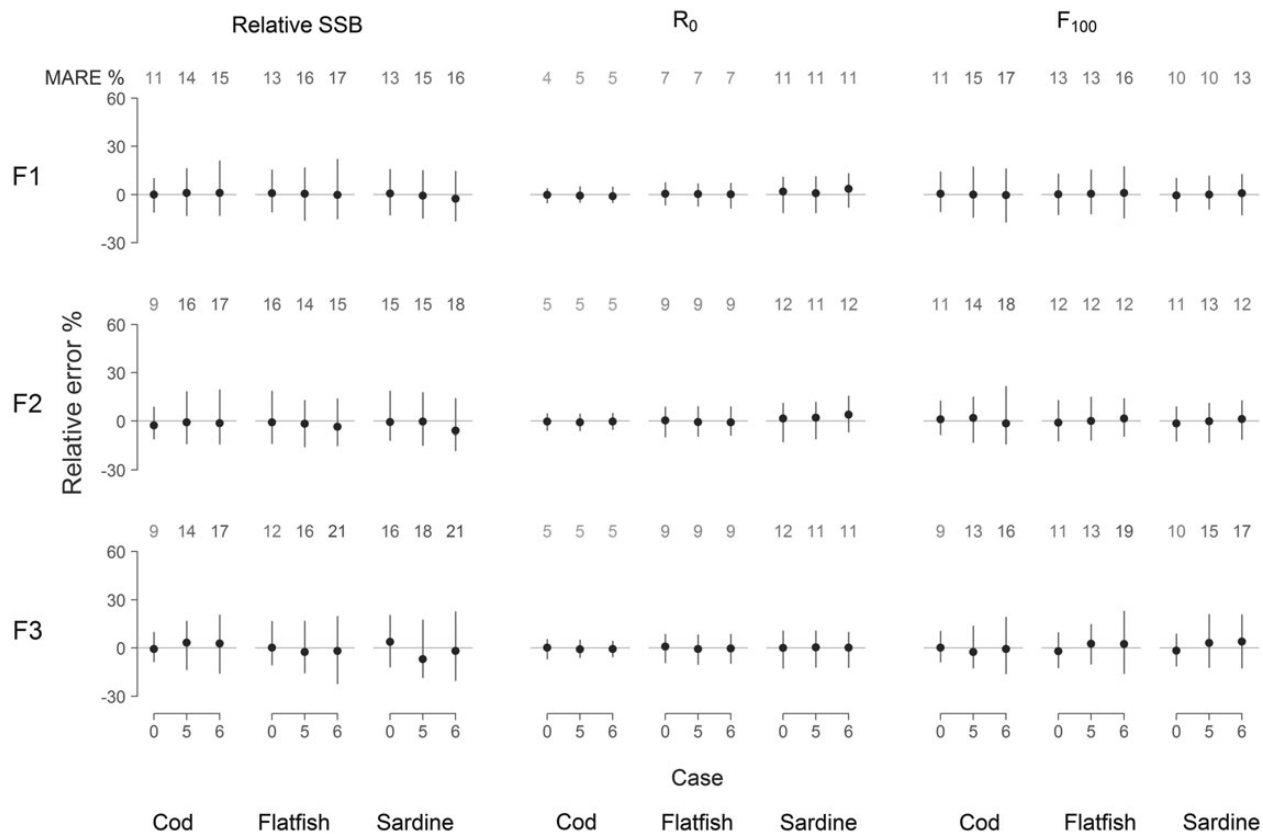 Relative SSB R₀ F₁₀₀
MARE % 11 14 15 13 16 17 13 15 16 4 5 5 7 7 7 11 11 11 11 15 17 13 13 16 10 10 13
60
30
F1
0
-30
9 16 17 16 14 15 15 15 18 5 5 5 9 9 9 12 11 12 11 14 18 12 12 12 11 13 12
60
30
F2
0
-30
Relative error %
9 14 17 12 16 21 16 18 21 5 5 5 9 9 9 12 11 11 9 13 16 11 13 19 10 15 17
60
30
F3
0
-30
0 5 6 0 5 6 0 5 6 0 5 6 0 5 6 0 5 6 0 5 6 0 5 6 0 5 6
Case
Cod Flatfish Sardine Cod Flatfish Sardine Cod Flatfish Sardine